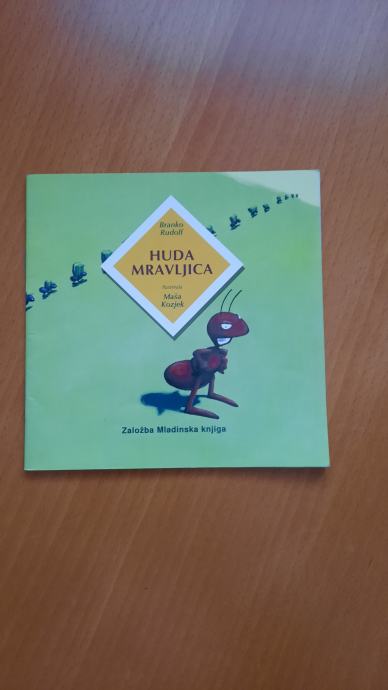 Branko
Rudolf
HUDA
MRAVLJICA
Ilustrirala
Maša
Kozjek
Založba Mladinska knjiga